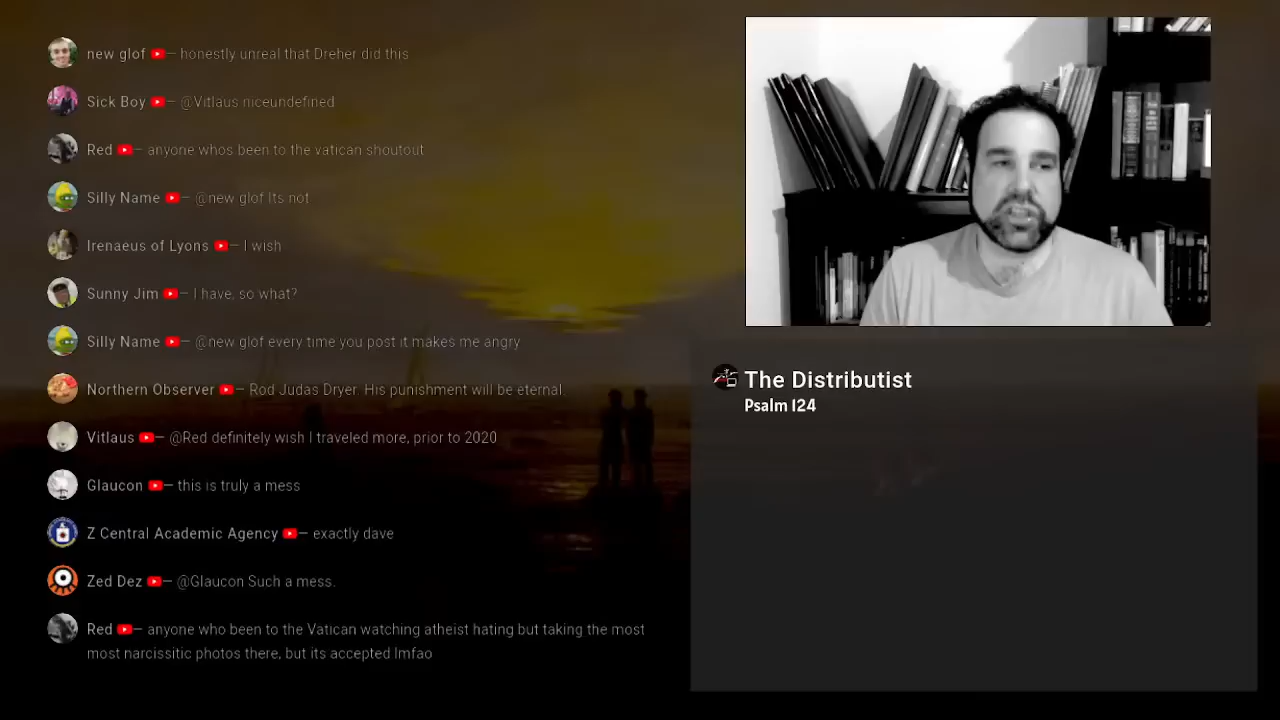 new glof — honestly unreal that Dreher did this
Sick Boy — @Vitlaus niceundefined
Red — anyone whos been to the vatican shoutout
Silly Name — @new glof Its not
Irenaeus of Lyons — I wish
Sunny Jim — I have, so what?
Silly Name — @new glof every time you post it makes me angry
Northern Observer — Rod Judas Dryer. His punishment will be eternal.
Vitlaus — @Red definitely wish I traveled more, prior to 2020
Glaucon — this is truly a mess
Z Central Academic Agency — exactly dave
Zed Dez — @Glaucon Such a mess.
Red — anyone who been to the Vatican watching atheist hating but taking the most
most narcissitic photos there, but its accepted lmfao
The Distributist
Psalm 124